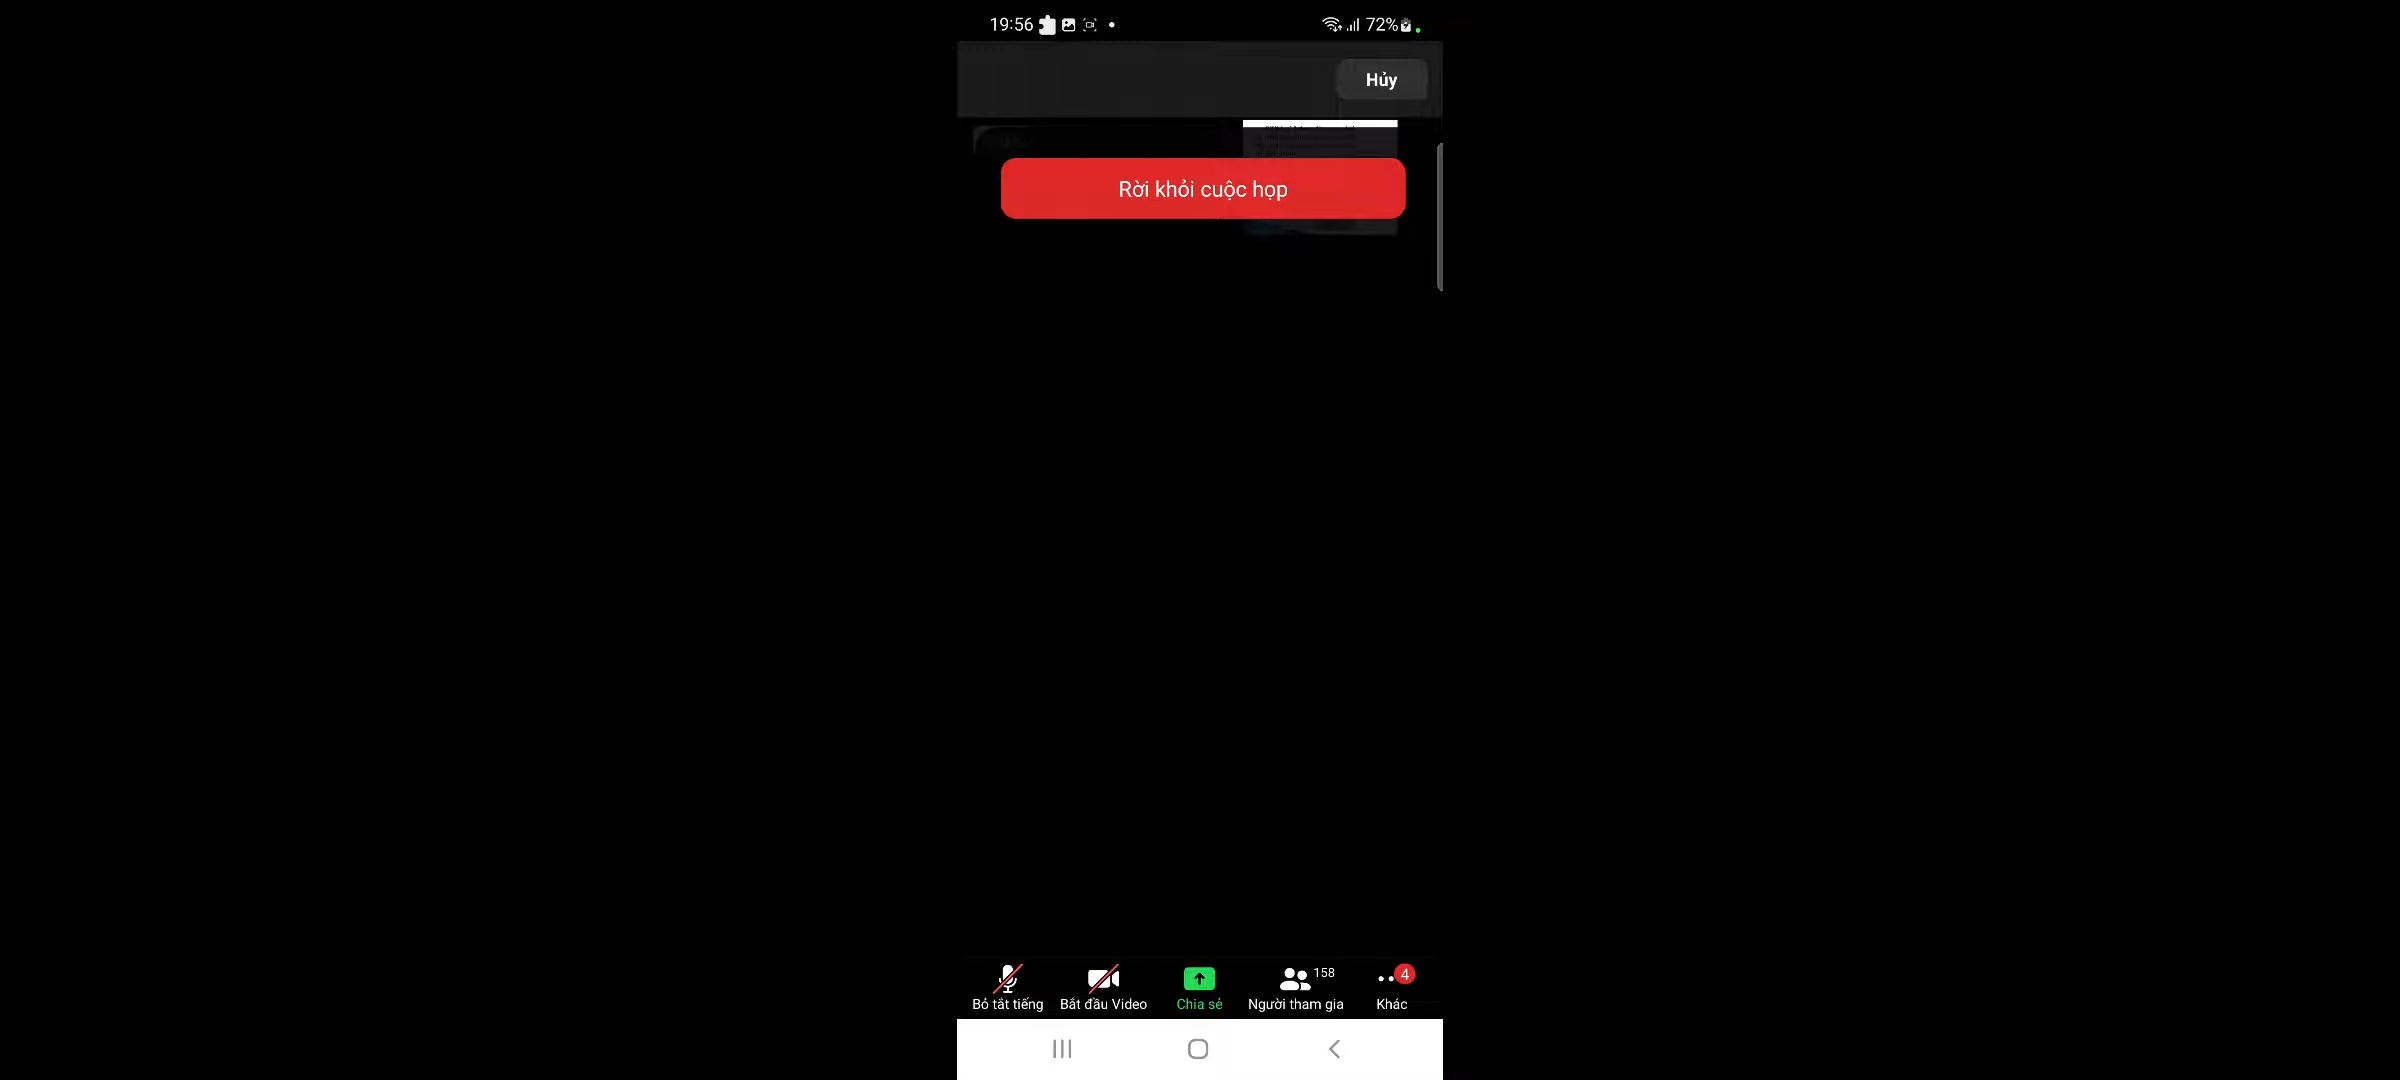 19:56
72%
Hủy
Rời khỏi cuộc họp
158
4
Bỏ tắt tiếng
Bắt đầu Video
Chia sẻ
Người tham gia
Khác